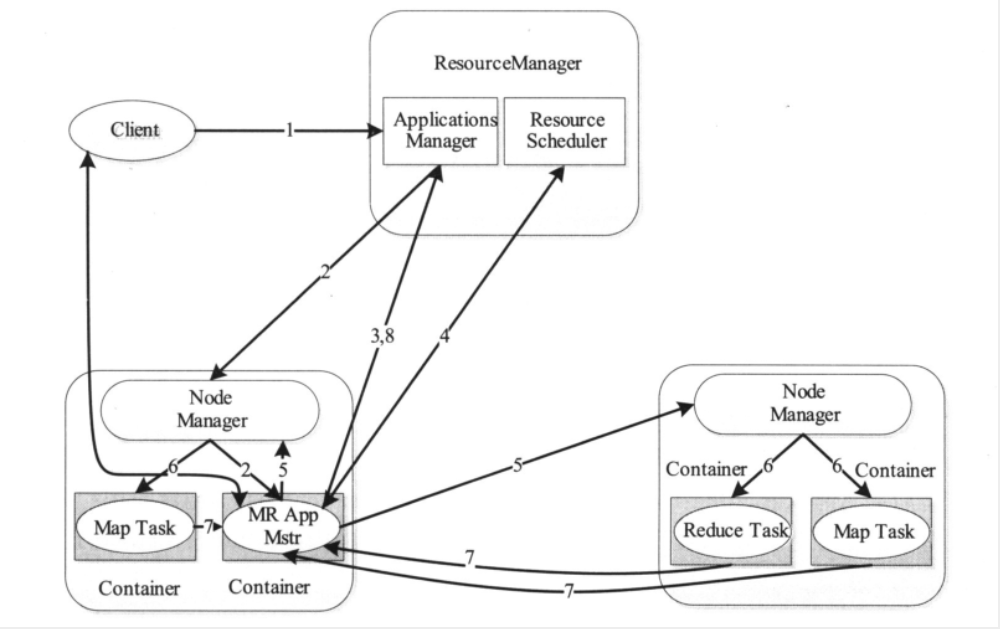 ResourceManager
Client
1
Applications
Manager
Resource
Scheduler
2
3,8
4
Node
Manager
6
2
5
5
Map Task
7
MR App
Mstr
Container
Container
Node
Manager
Container
6
6
Container
Reduce Task
Map Task
7
7